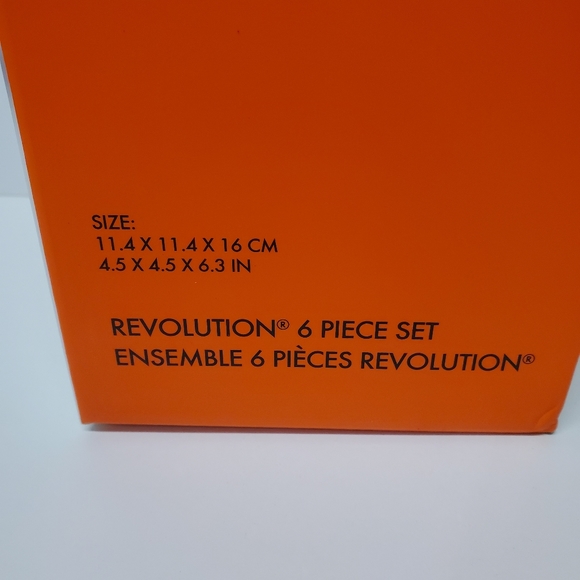 SIZE:
11.4 X 11.4 X 16 CM
4.5 X 4.5 X 6.3 IN
REVOLUTION® 6 PIECE SET
ENSEMBLE 6 PIÈCES REVOLUTION®